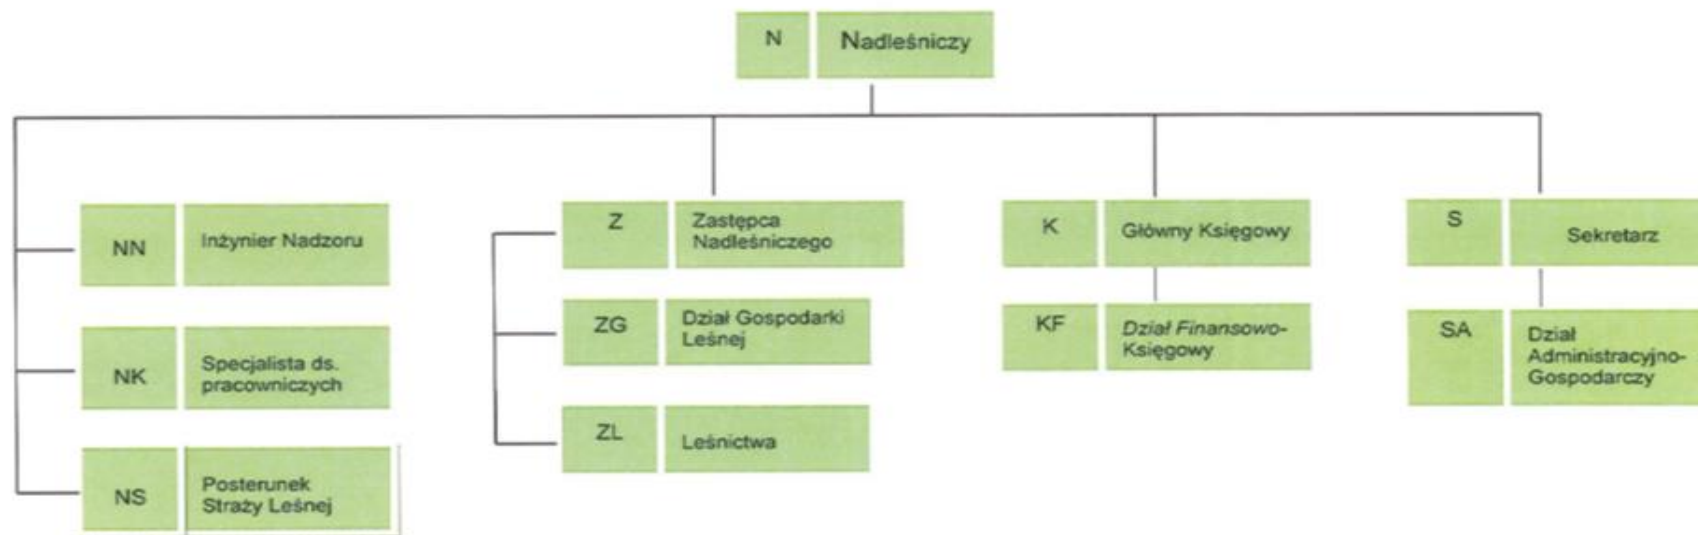 N Nadleśniczy
NN Inżynier Nadzoru
NK Specjalista ds.
pracowniczych
NS Posterunek
Straży Leśnej
Z Zastępca
Nadleśniczego
ZG Dział Gospodarki
Leśnej
ZL Leśnictwa
K Główny Księgowy
KF Dział Finansowo-
Księgowy
S Sekretarz
SA Dział
Administracyjno-
Gospodarczy